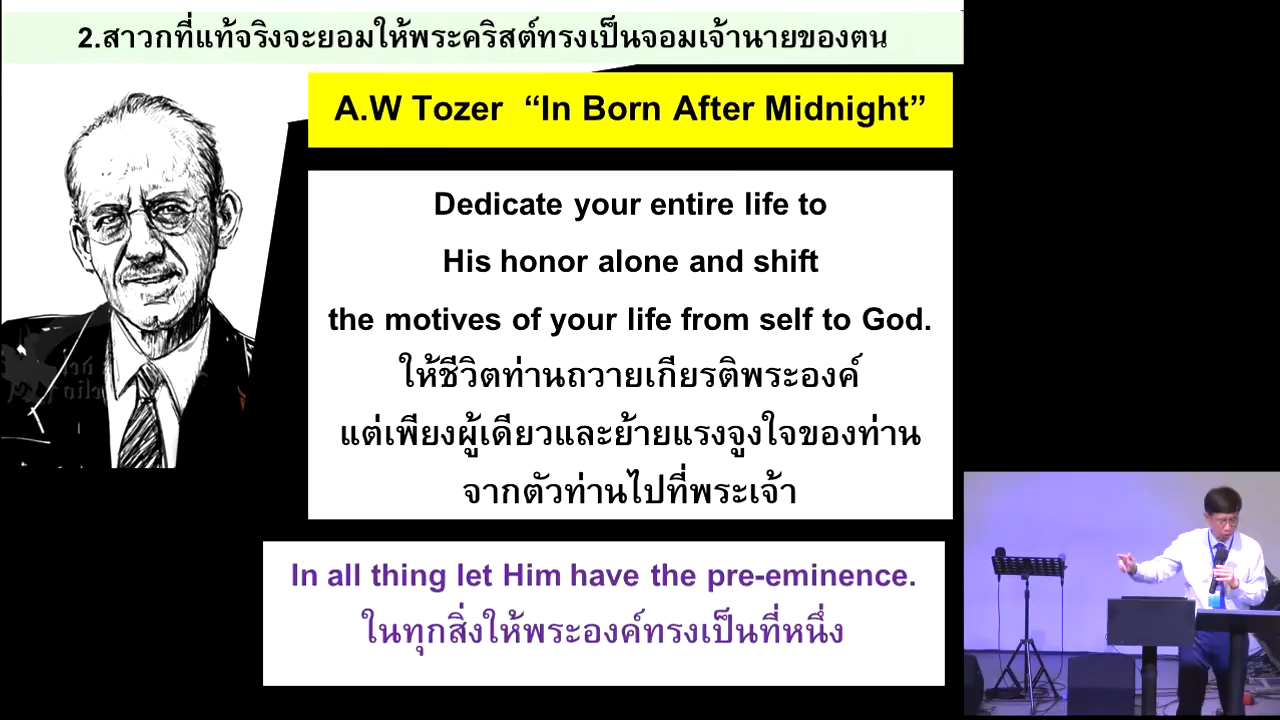 2.สาวกที่แท้จริงจะยอมให้พระคริสต์ทรงเป็นจอมเจ้านายของตน
A.W Tozer “In Born After Midnight”
Dedicate your entire life to
His honor alone and shift
the motives of your life from self to God.
ให้ชีวิตท่านถวายเกียรติพระองค์
แต่เพียงผู้เดียวและย้ายแรงจูงใจของท่าน
จากตัวท่านไปที่พระเจ้า
In all thing let Him have the pre-eminence.
ในทุกสิ่งให้พระองค์ทรงเป็นที่หนึ่ง